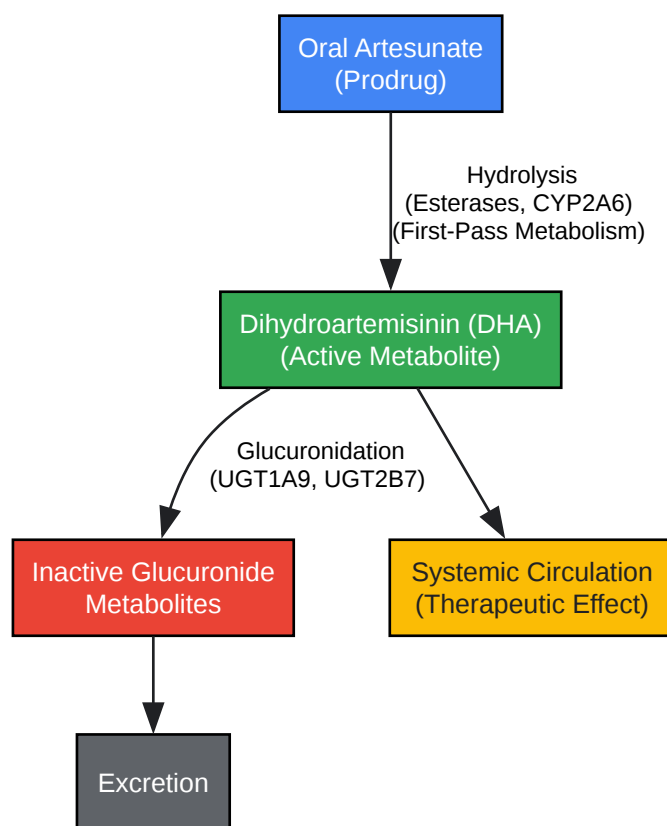 Oral Artesunate
(Prodrug)
Hydrolysis
(Esterases, CYP2A6)
(First-Pass Metabolism)
Dihydroartemisinin (DHA)
(Active Metabolite)
Glucuronidation
(UGT1A9, UGT2B7)
Inactive Glucuronide
Metabolites
Systemic Circulation
(Therapeutic Effect)
Excretion